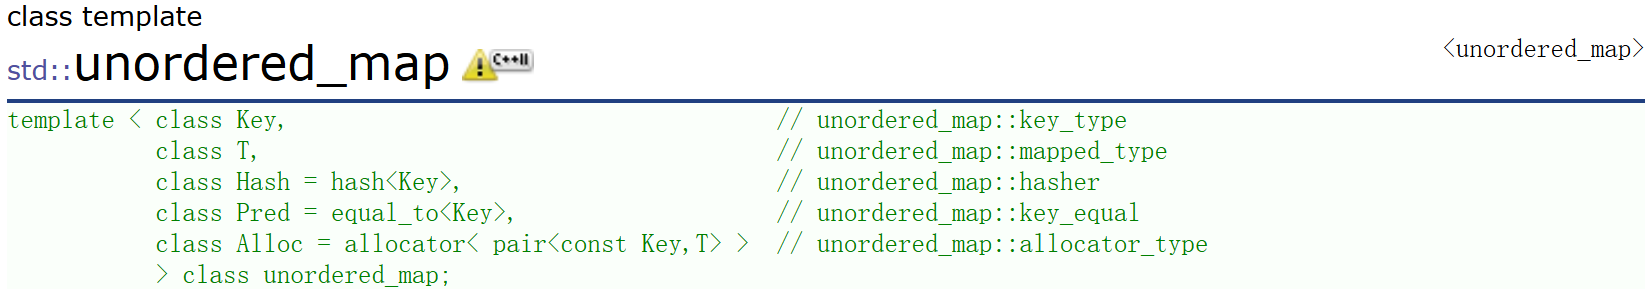 class template
std::unordered_map C++11
<unordered_map>
template < class Key, // unordered_map::key_type
class T, // unordered_map::mapped_type
class Hash = hash<Key>, // unordered_map::hasher
class Pred = equal_to<Key>, // unordered_map::key_equal
class Alloc = allocator< pair<const Key,T> > // unordered_map::allocator_type
> class unordered_map;